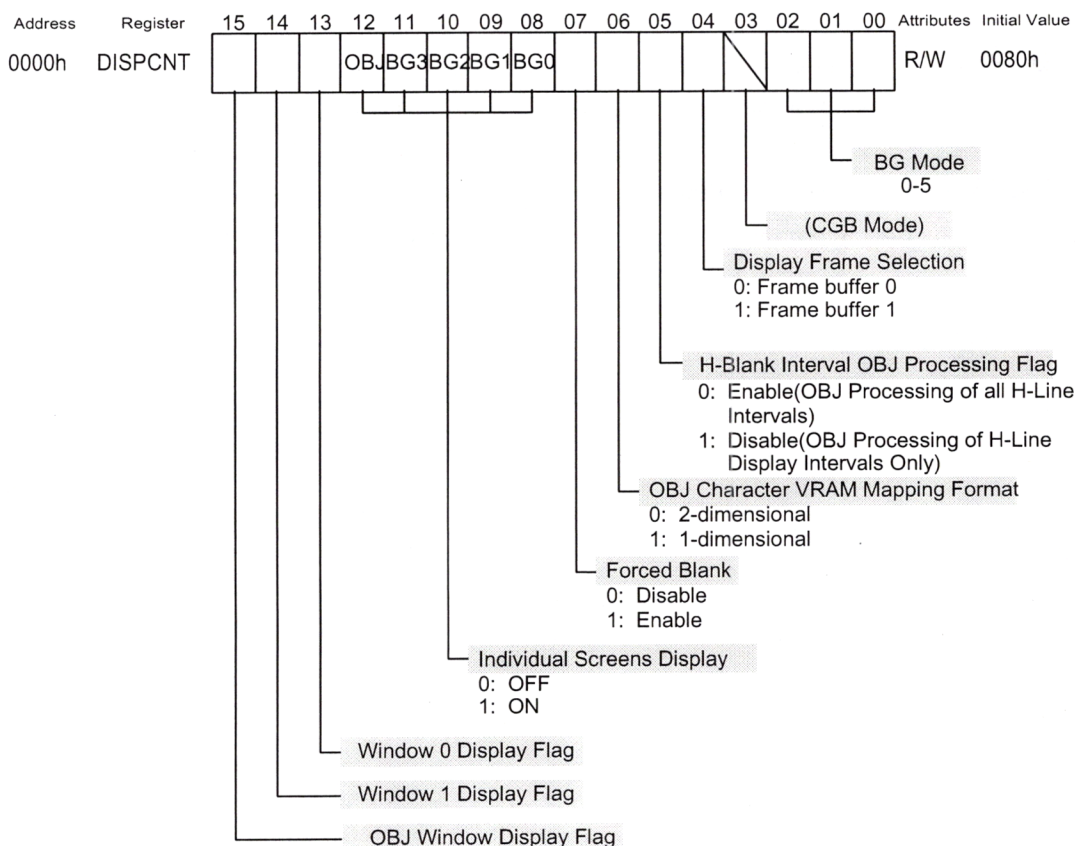 Address Register 15 14 13 12 11 10 09 08 07 06 05 04 03 02 01 00 Attributes Initial Value
0000h DISPCNT OBJ BG3 BG2 BG1 BG0 R/W 0080h
BG Mode
0-5
(CGB Mode)
Display Frame Selection
0: Frame buffer 0
1: Frame buffer 1
H-Blank Interval OBJ Processing Flag
0: Enable(OBJ Processing of all H-Line
Intervals)
1: Disable(OBJ Processing of H-Line
Display Intervals Only)
OBJ Character VRAM Mapping Format
0: 2-dimensional
1: 1-dimensional
Forced Blank
0: Disable
1: Enable
Individual Screens Display
0: OFF
1: ON
Window 0 Display Flag
Window 1 Display Flag
OBJ Window Display Flag